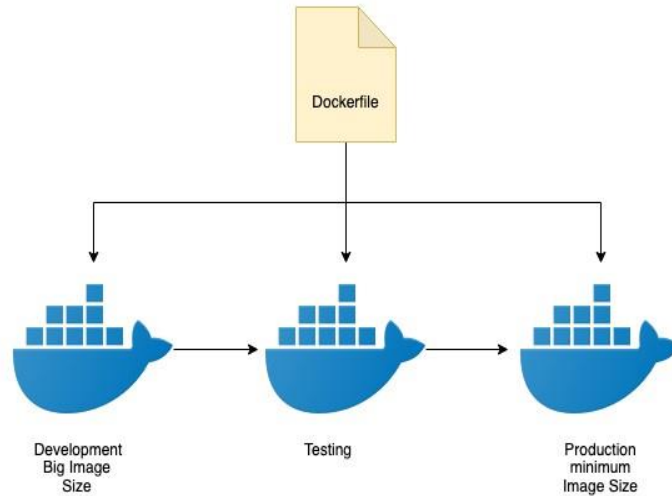 Dockerfile
Development
Big Image
Size
Testing
Production
minimum
Image Size